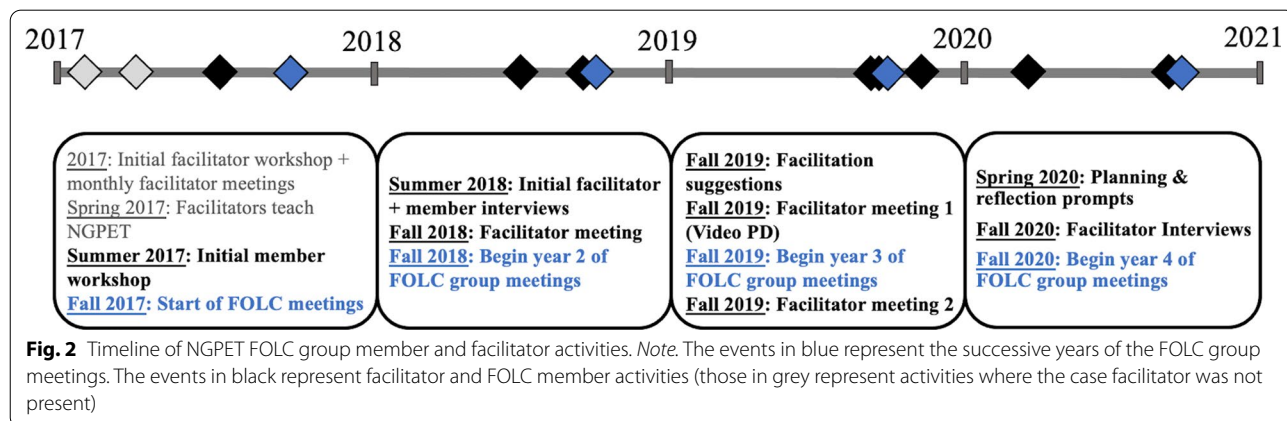 2017
2018
2019
2020
2021
2017: Initial facilitator workshop +
monthly facilitator meetings
Spring 2017: Facilitators teach
NGPET
Summer 2017: Initial member
workshop
Fall 2017: Start of FOLC meetings
Summer 2018: Initial facilitator
+ member interviews
Fall 2018: Facilitator meeting
Fall 2018: Begin year 2 of
FOLC group meetings
Fall 2019: Facilitation
suggestions
Fall 2019: Facilitator meeting 1
(Video PD)
Fall 2019: Begin year 3 of
FOLC group meetings
Fall 2019: Facilitator meeting 2
Spring 2020: Planning &
reflection prompts
Fall 2020: Facilitator Interviews
Fall 2020: Begin year 4 of
FOLC group meetings
Fig. 2 Timeline of NGPET FOLC group member and facilitator activities. Note. The events in blue represent the successive years of the FOLC group
meetings. The events in black represent facilitator and FOLC member activities (those in grey represent activities where the case facilitator was not
present)